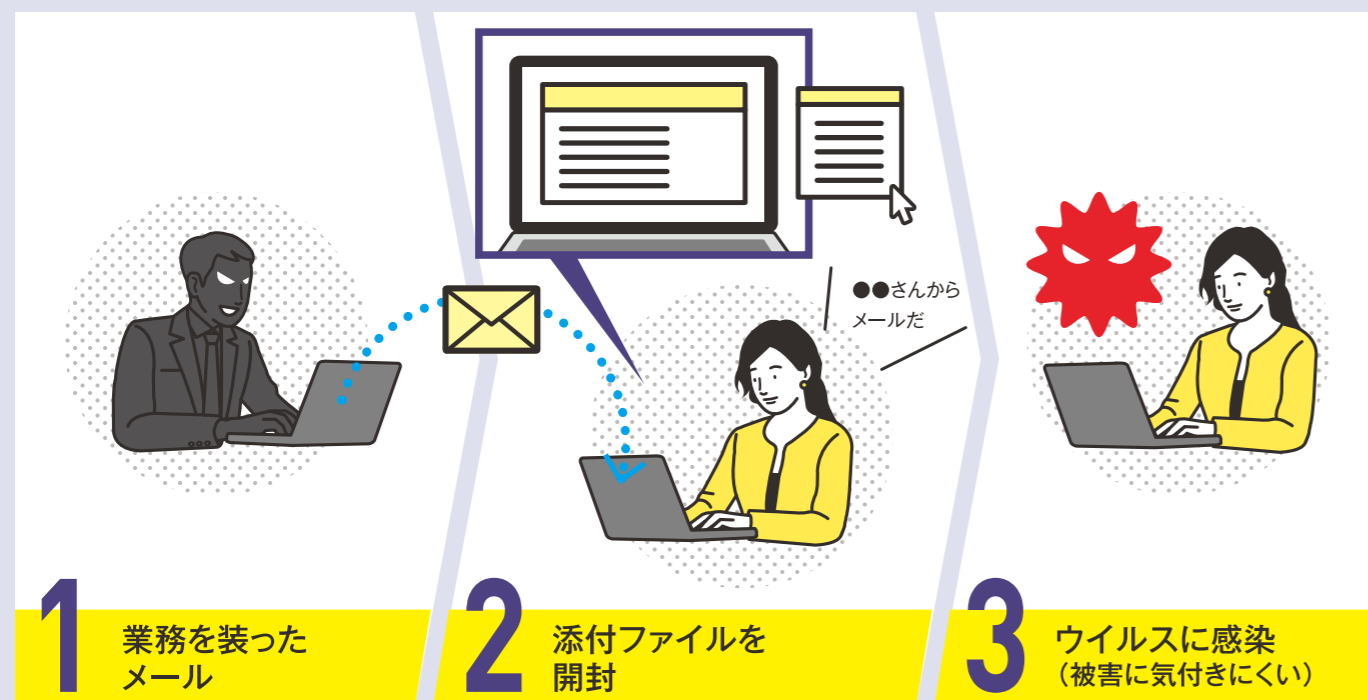 ●●さんから
メールだ
1
業務を装った
メール
2
添付ファイルを
開封
3
ウイルスに感染
（被害に気付きにくい）